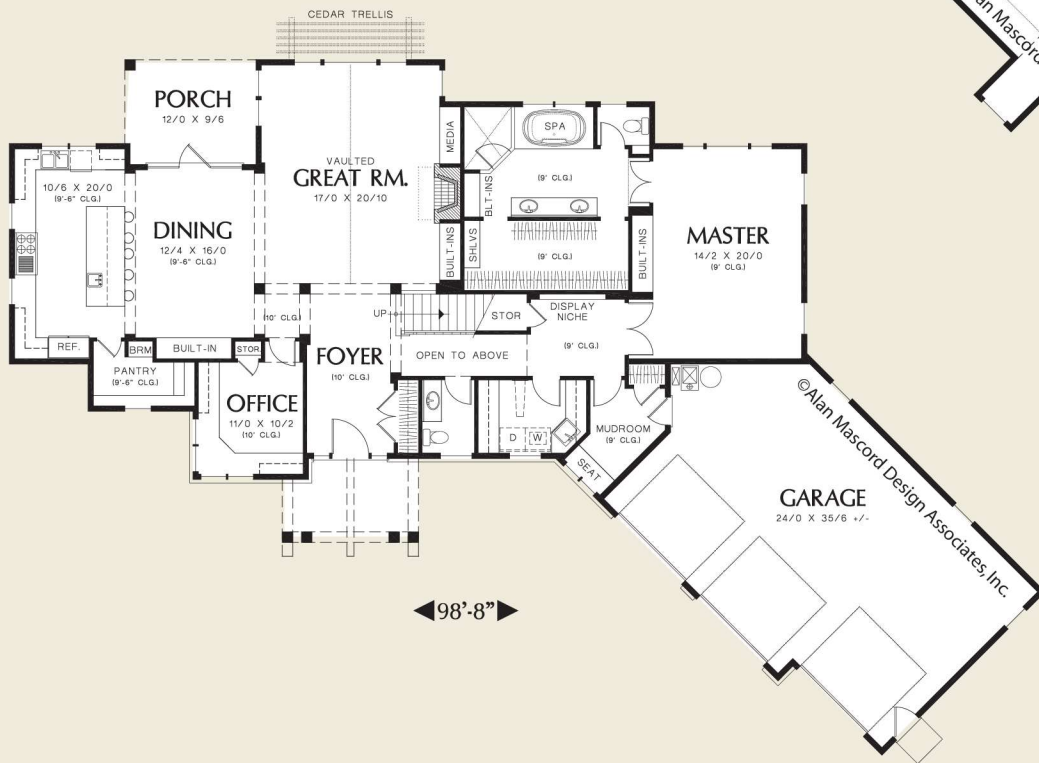 CEDAR TRELLIS
an Mascord
PORCH
12/0 X 9/6
MEDIA
SPA
VAULTED
GREAT RM.
17/0 X 20/10
10/6 X 20/0
(9'-6" CLG.)
BLT-INS
(9' CLG.)
DINING
12/4 X 16/0
(9'-6" CLG.)
BUILT-INS
SHLVS
(9' CLG.)
BUILT-INS
MASTER
14/2 X 20/0
(9' CLG.)
UP
STOR
DISPLAY
NICHE
(10' CLG.)
(9' CLG.)
REF.
BRM
BUILT-IN
STOR.
FOYER
(10' CLG.)
OPEN TO ABOVE
PANTRY
(9'-6" CLG.)
OFFICE
11/0 X 10/2
(10' CLG.)
D
W
MUDROOM
(9' CLG.)
SEAT
GARAGE
24/0 X 35/6 +/-
©Alan Mascord Design Associates, Inc.
98'-8"